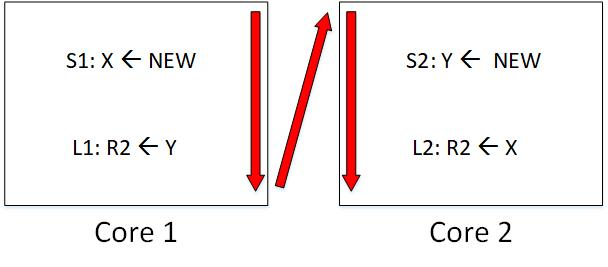 S1: X ← NEW
L1: R2 ← Y
Core 1
S2: Y ← NEW
L2: R2 ← X
Core 2